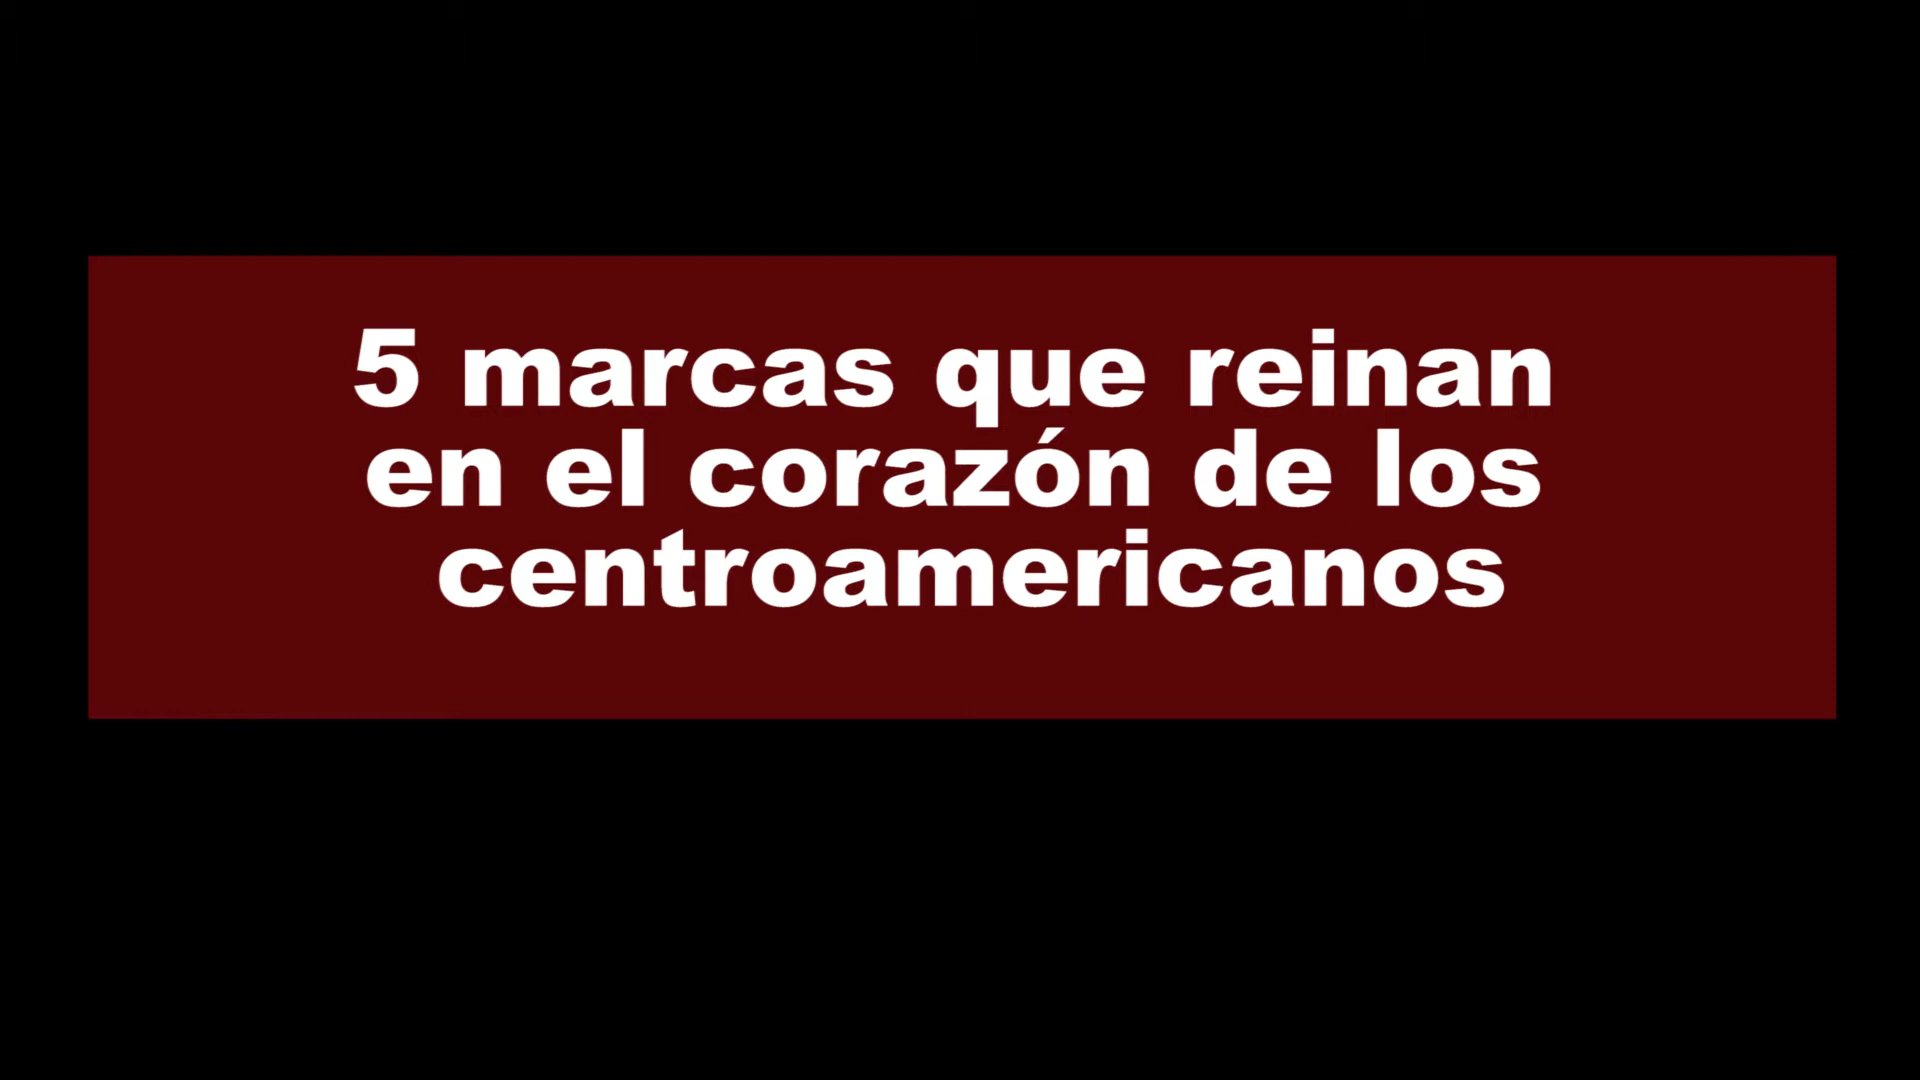 5 marcas que reinan
en el corazón de los
centroamericanos